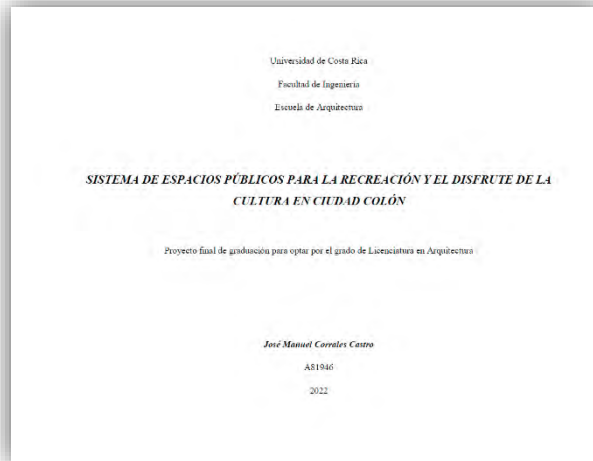 Universidad de Costa Rica
Facultad de Ingeniería
Escuela de Arquitectura
SISTEMA DE ESPACIOS PÚBLICOS PARA LA RECREACIÓN Y EL DISFRUTE DE LA
CULTURA EN CIUDAD COLÓN
Proyecto final de graduación para optar por el grado de Licenciatura en Arquitectura
José Manuel Corrales Castro
A81946
2022